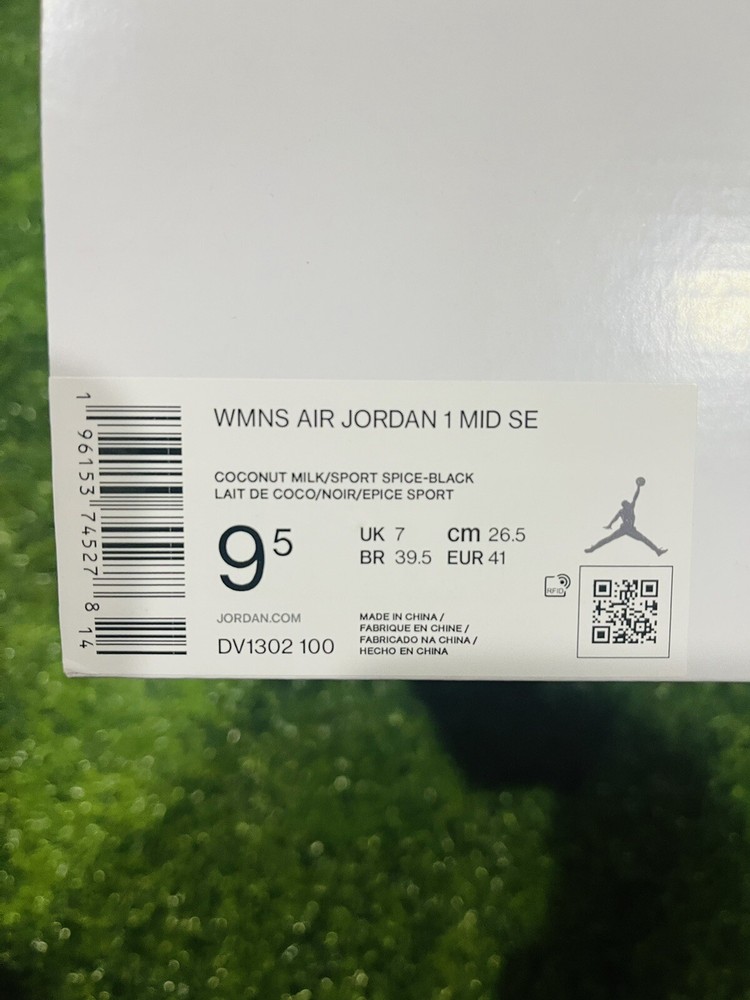 WMNS AIR JORDAN 1 MID SE
COCONUT MILK/SPORT SPICE-BLACK
LAIT DE COCO/NOIR/EPICE SPORT
9 5
UK 7 cm 26.5
BR 39.5 EUR 41
RFID
JORDAN.COM
DV1302 100
MADE IN CHINA /
FABRIQUE EN CHINE /
FABRICADO NA CHINA /
HECHO EN CHINA
1 96153 74527 8 14